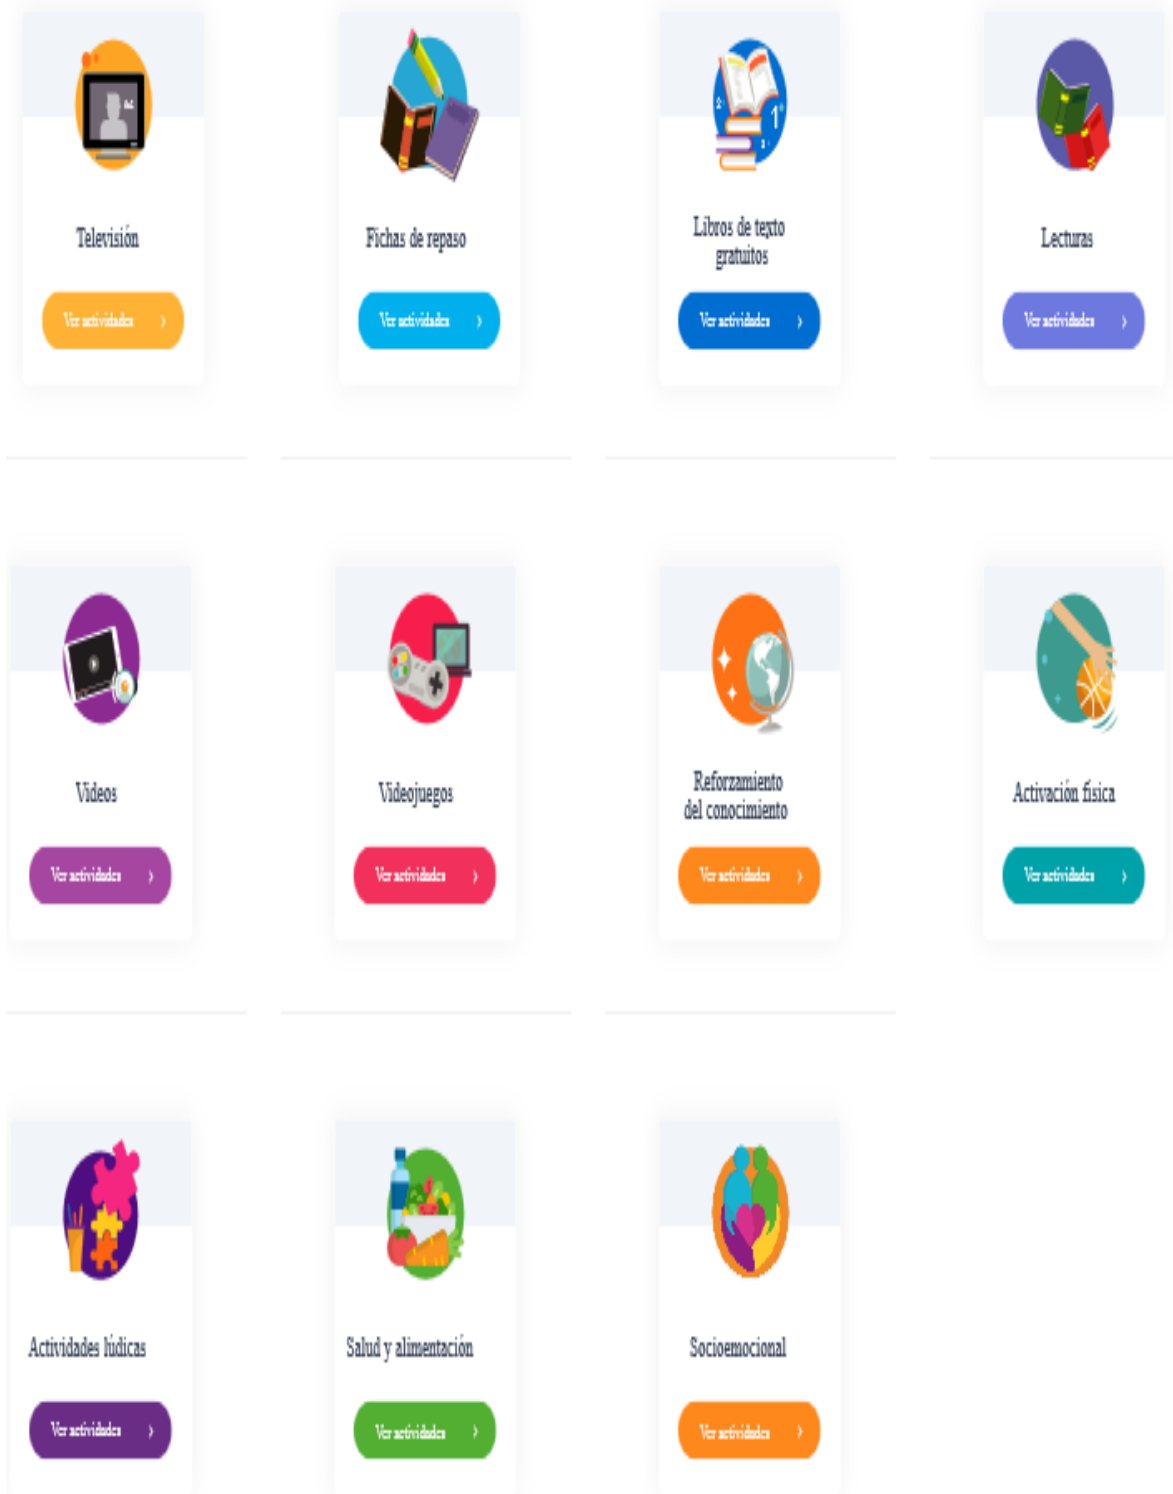 Televisión
Fichas de repaso
Libros de texto
gratuitos
Lecturas
Ver actividades >
Ver actividades >
Ver actividades >
Ver actividades >
Videos
Videojuegos
Reforzamiento
del conocimiento
Activación física
Ver actividades >
Ver actividades >
Ver actividades >
Ver actividades >
Actividades lúdicas
Salud y alimentación
Socioemocional
Ver actividades >
Ver actividades >
Ver actividades >